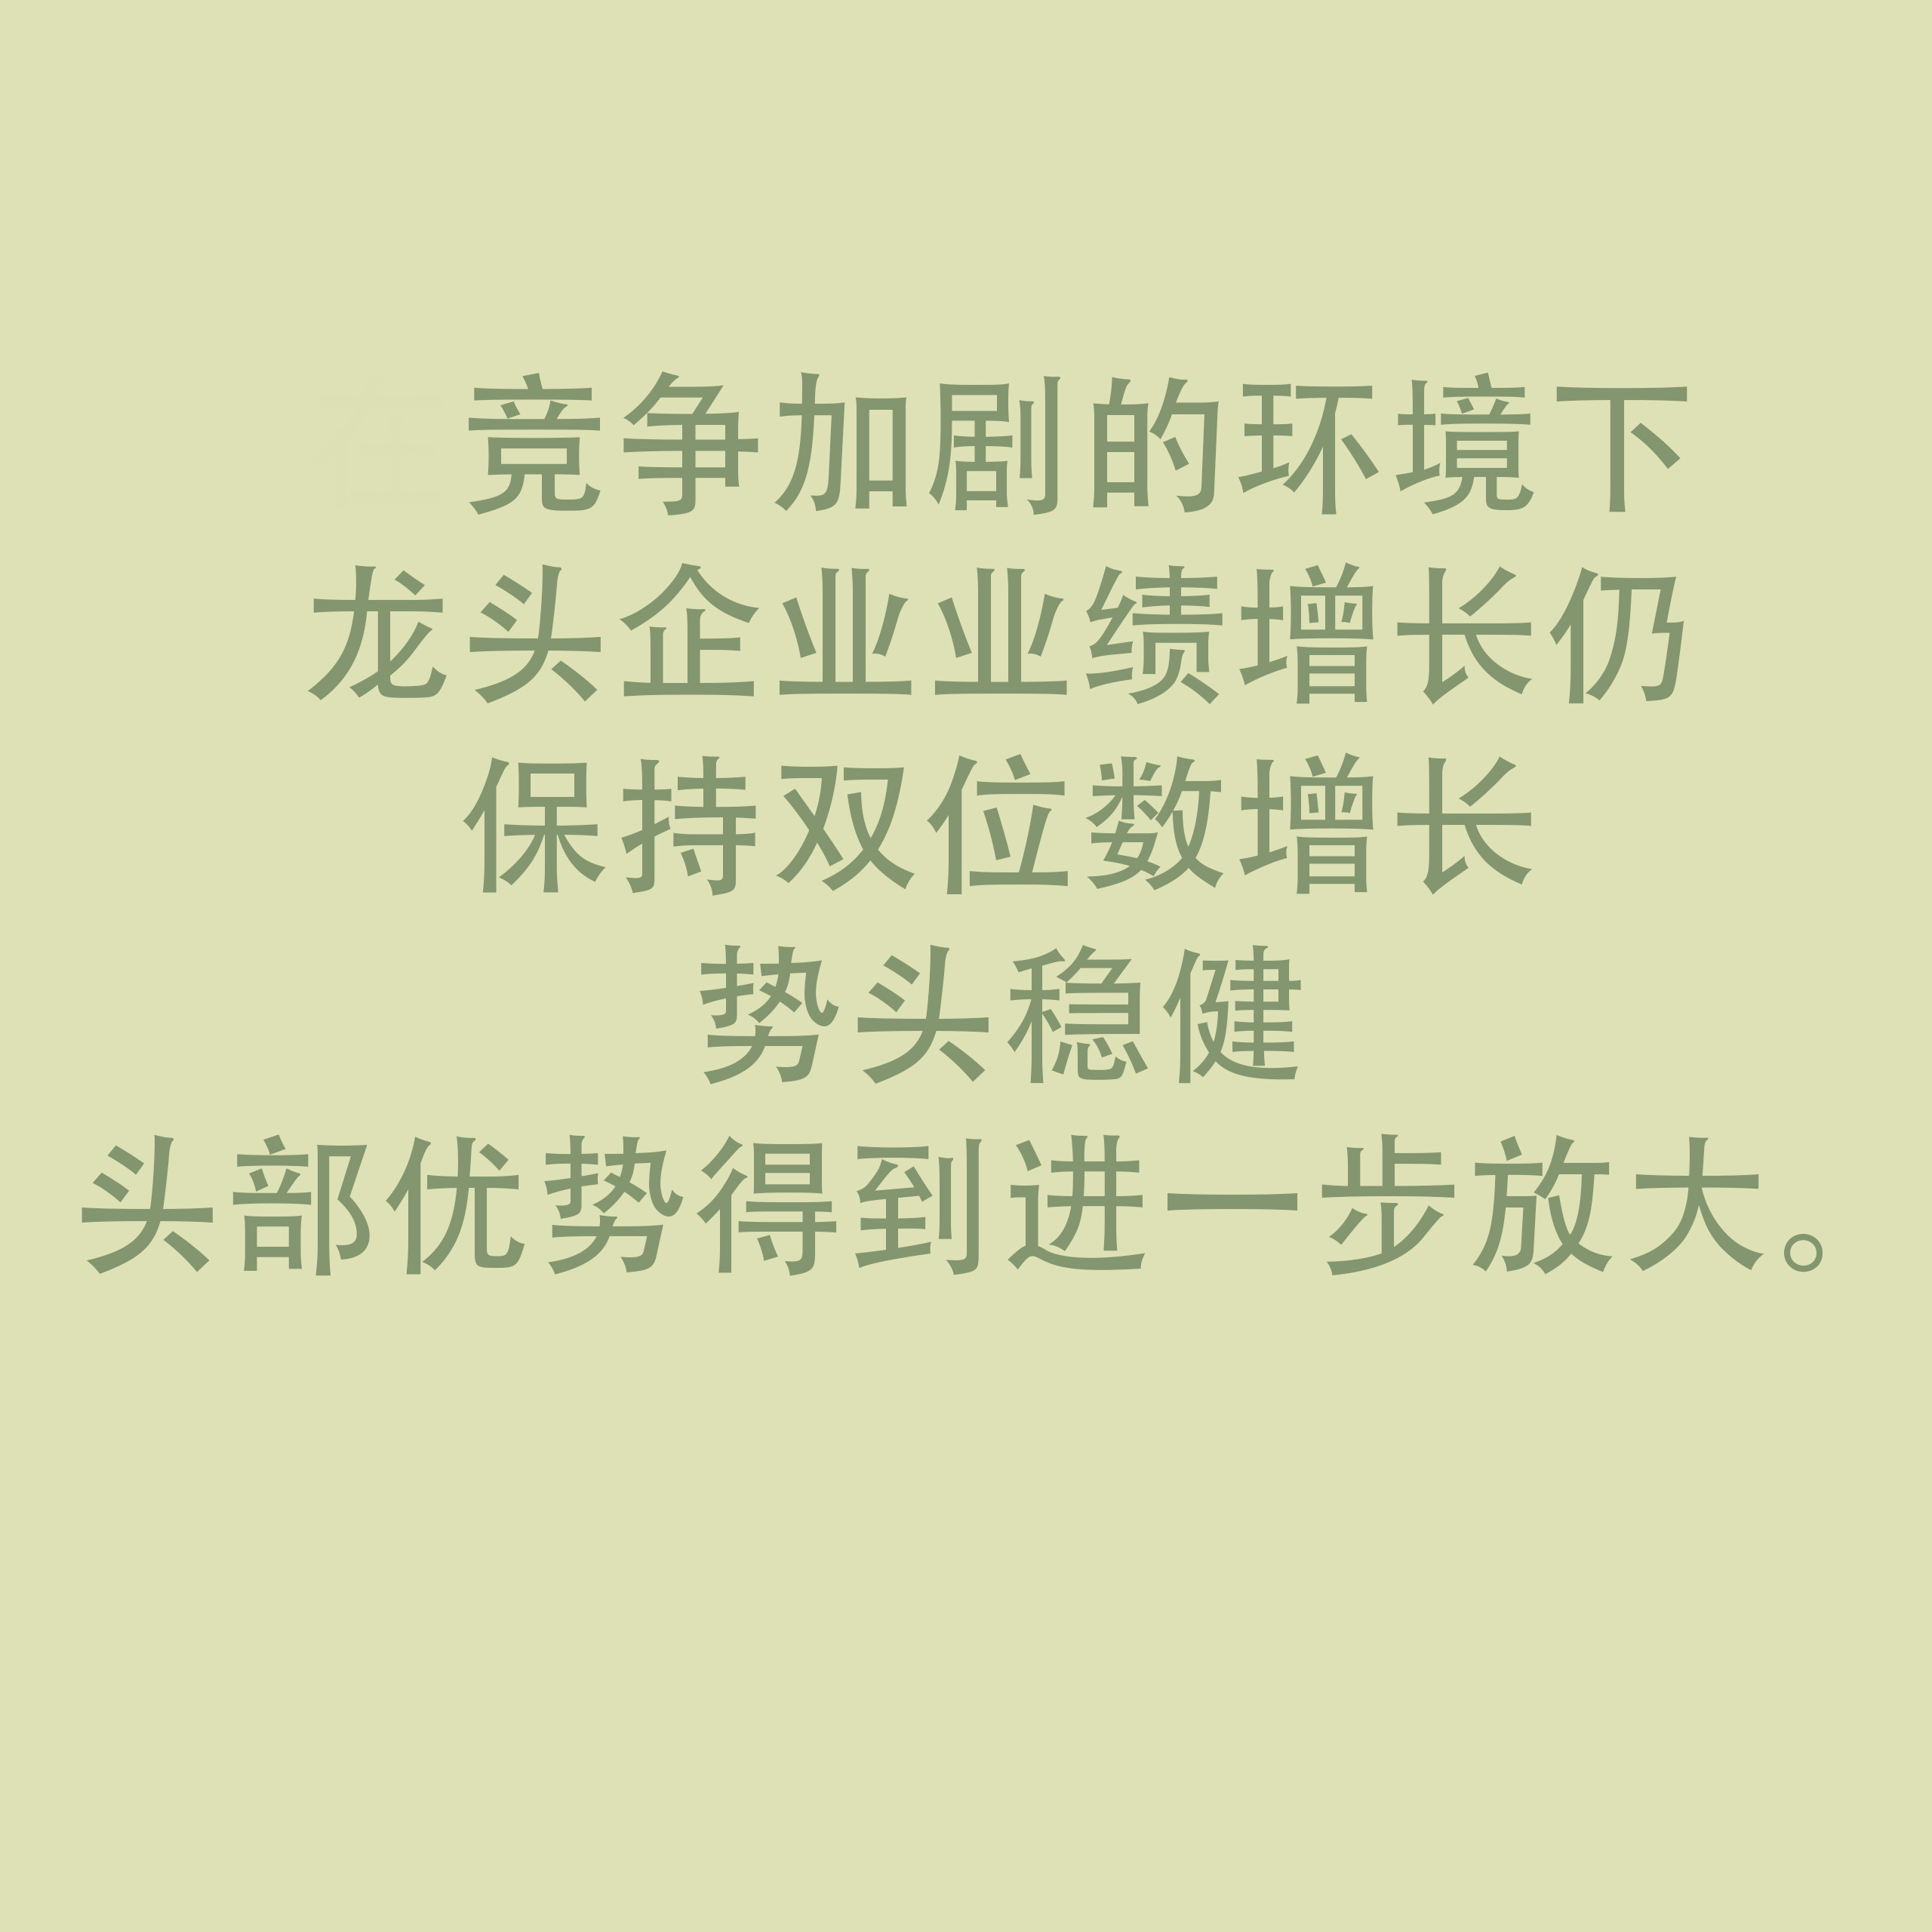 在竞争加剧的环境下
龙头企业业绩增长仍
保持双位数增长
势头稳健
头部优势得到进一步放大。